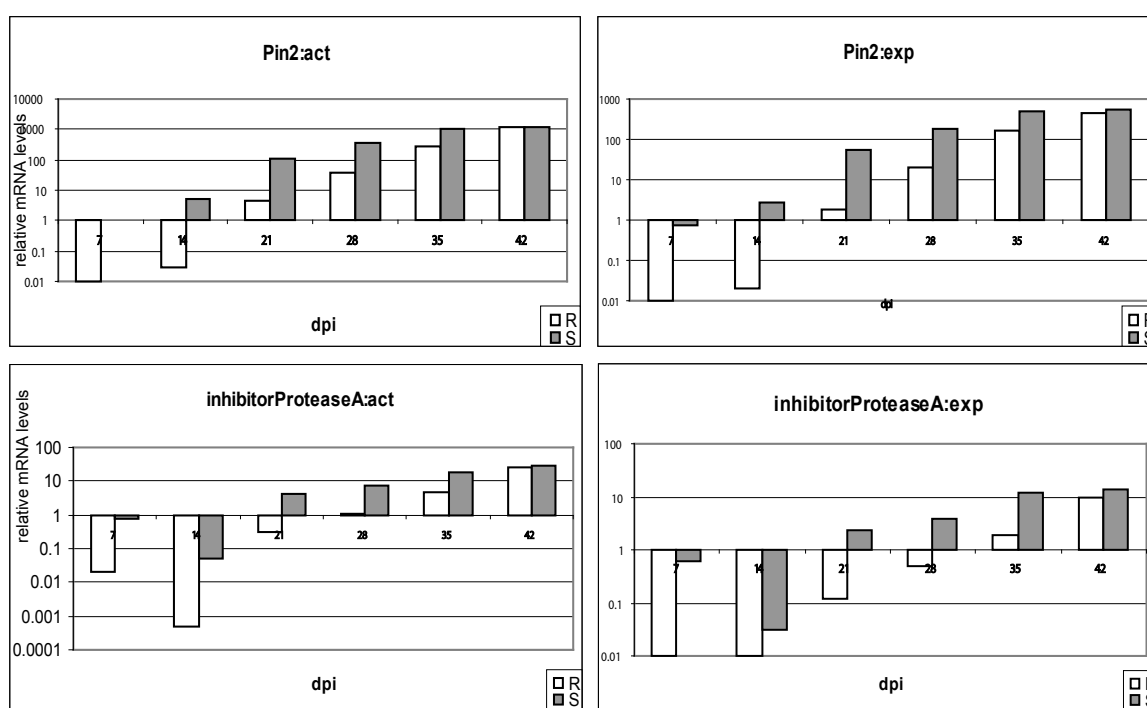 Pin2:act
relative mRNA levels
10000
1000
100
10
1
0.1
0.01
7 14 21 28 35 42
dpi
R
S
Pin2:exp
1000
100
10
1
0.1
0.01
7 14 21 28 35 42
dpi
S
inhibitorProteaseA:act
relative mRNA levels
100
10
1
0.1
0.01
0.001
0.0001
7 14 21 28 35 42
dpi
R
S
inhibitorProteaseA:exp
100
10
1
0.1
0.01
7 14 21 28 35 42
dpi
S